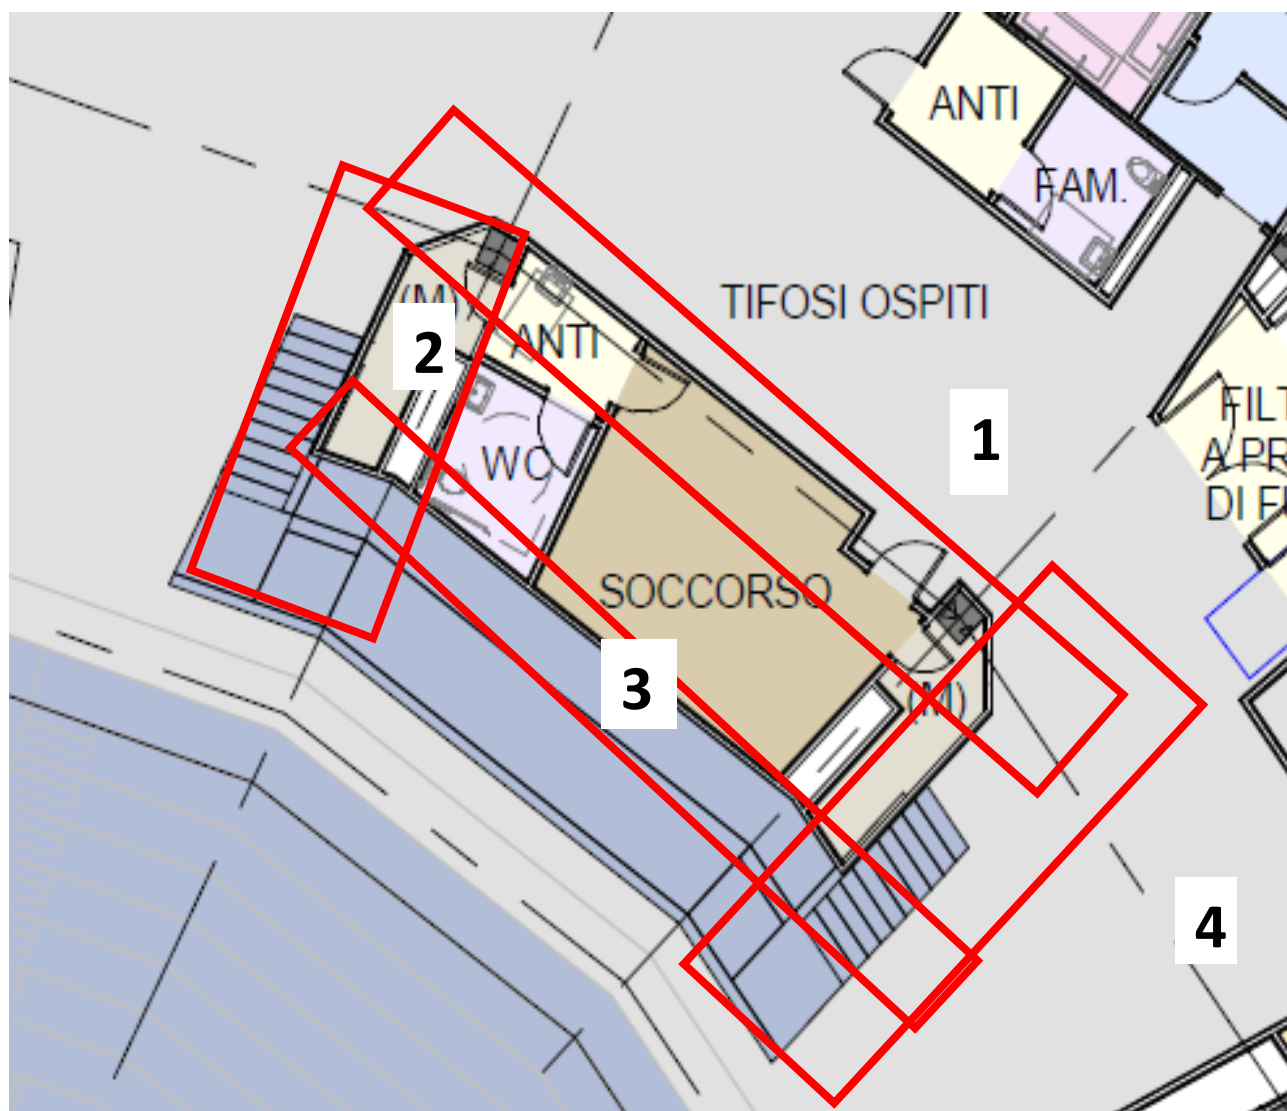 ANTI
FAM.
TIFOSI OSPITI
(M)
2
ANTI
1
WC
SOCCORSO
3
(M)
4
FILT
A PR
DI F